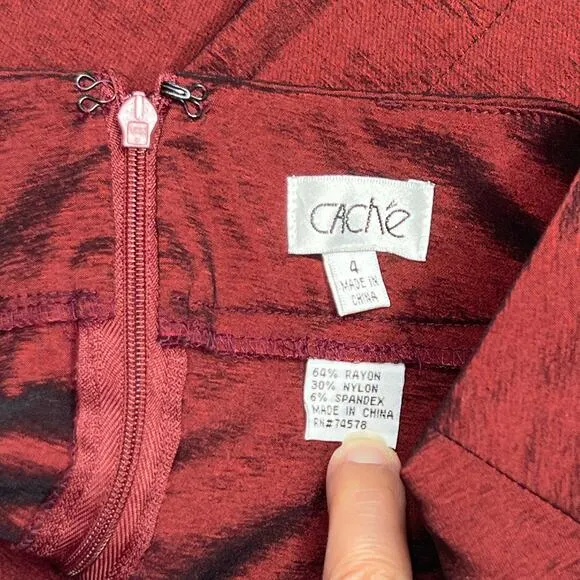 CAChé
4
MADE IN
CHINA
64% RAYON
30% NYLON
6% SPANDEX
MADE IN CHINA
RN#74578